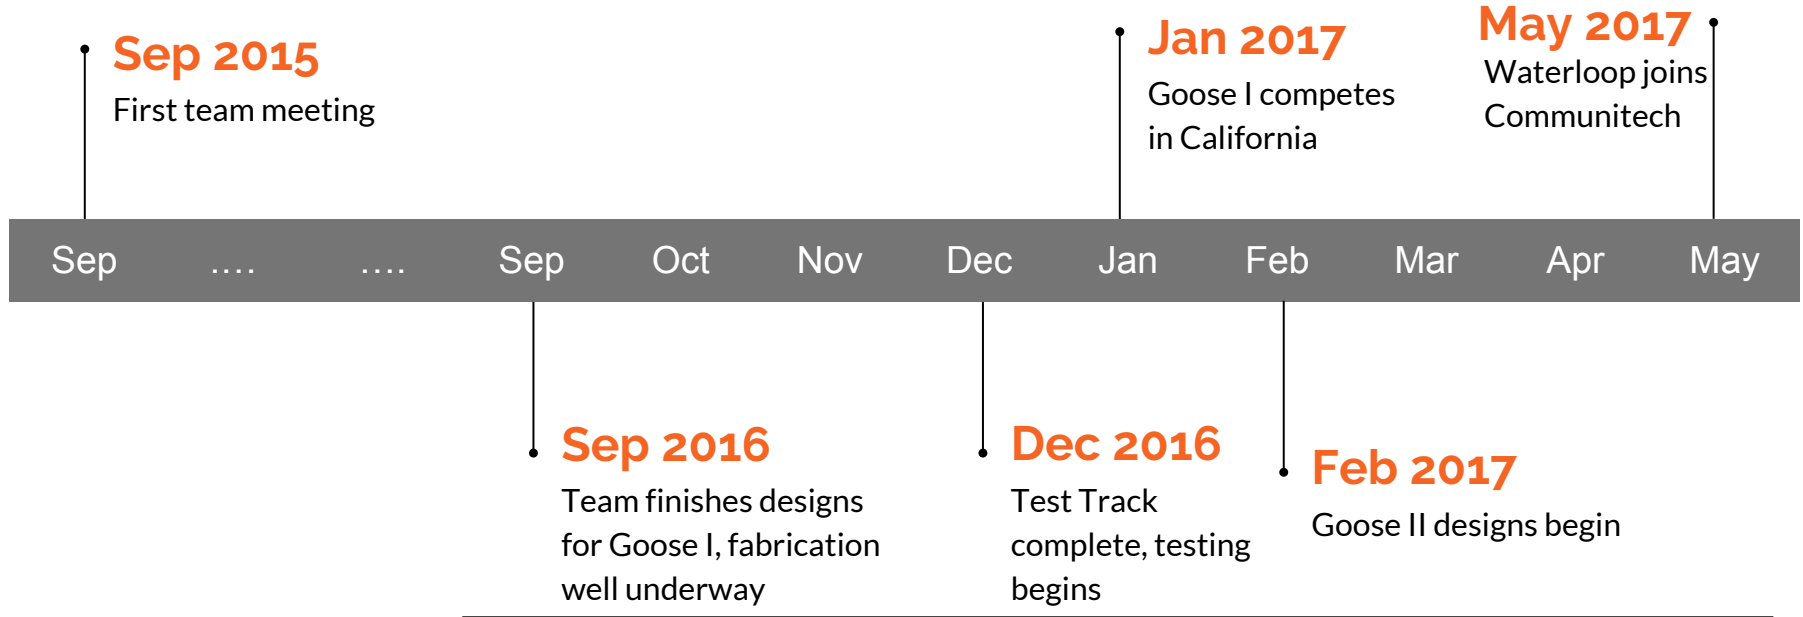 Sep 2015
First team meeting
Jan 2017
Goose I competes
in California
May 2017
Waterloop joins
Communitech
Sep .... .... Sep Oct Nov Dec Jan Feb Mar Apr May
Sep 2016
Team finishes designs
for Goose I, fabrication
well underway
Dec 2016
Test Track
complete, testing
begins
Feb 2017
Goose II designs begin